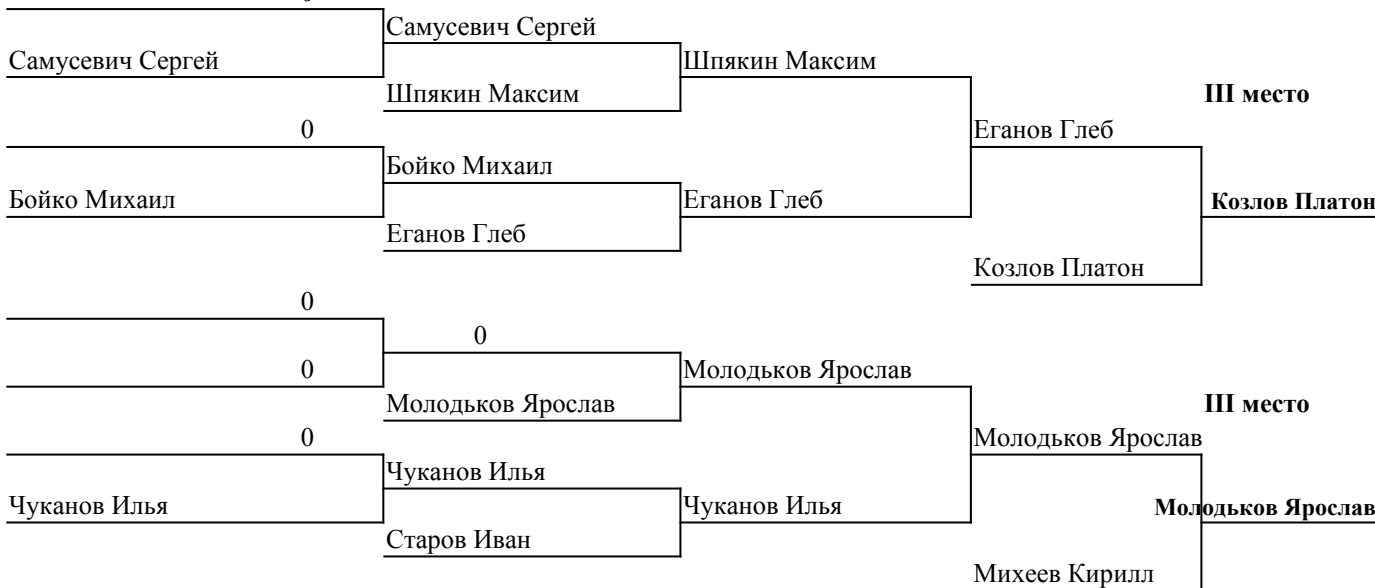 Самусевич Сергей
Самусевич Сергей
Шпякин Максим
Шпякин Максим
III место
0
Еганов Глеб
Бойко Михаил
Бойко Михаил
Еганов Глеб
Козлов Платон
Еганов Глеб
Козлов Платон
0
0
0
Молодьков Ярослав
Молодьков Ярослав
III место
0
Молодьков Ярослав
Чуканов Илья
Чуканов Илья
Чуканов Илья
Молодьков Ярослав
Старов Иван
Михеев Кирилл